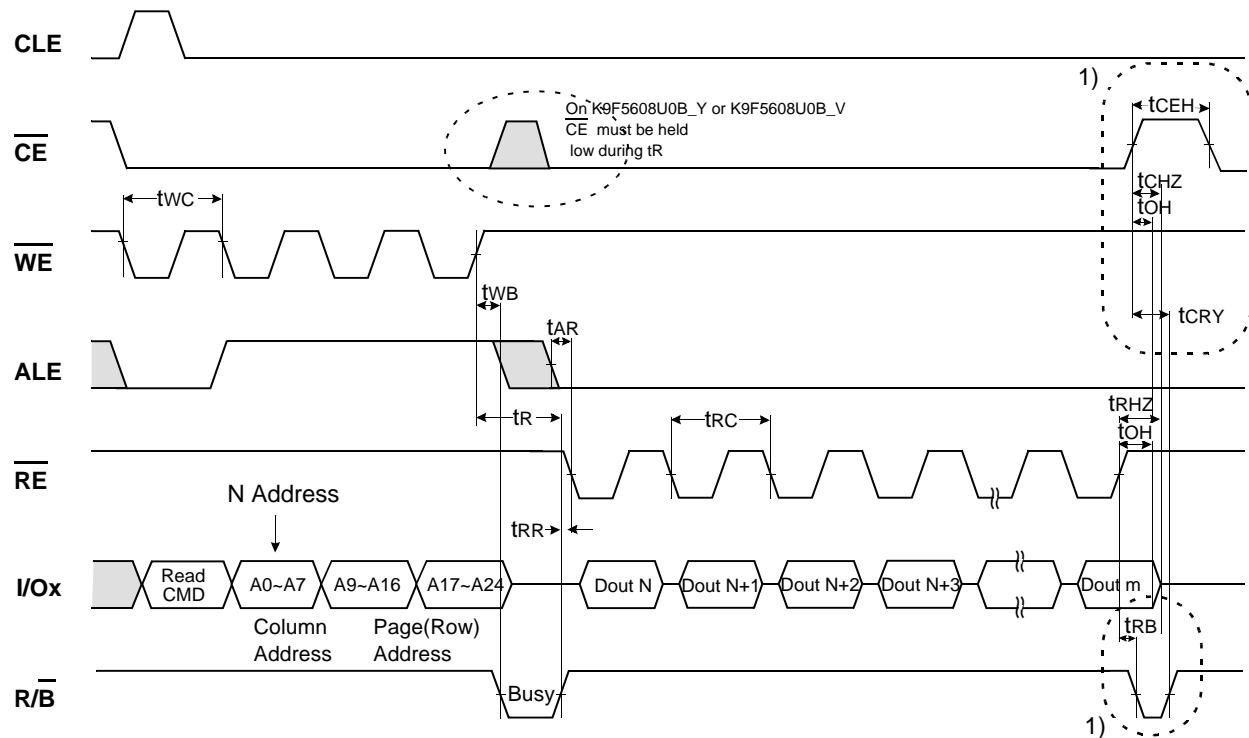 CLE
1)
tCEH
On K9F5608U0B_Y or K9F5608U0B_V
CE must be held
low during tR
CE
tCHZ
tOH
tWC
WE
tWB
tCRY
tAR
ALE
tR
tRC
tRHZ
tOH
RE
N Address
tRR
I/Ox
Read
CMD
A0~A7
A9~A16
A17~A24
Dout N
Dout N+1
Dout N+2
Dout N+3
Dout m
Column
Address
Page(Row)
Address
tRB
R/B
Busy
1)